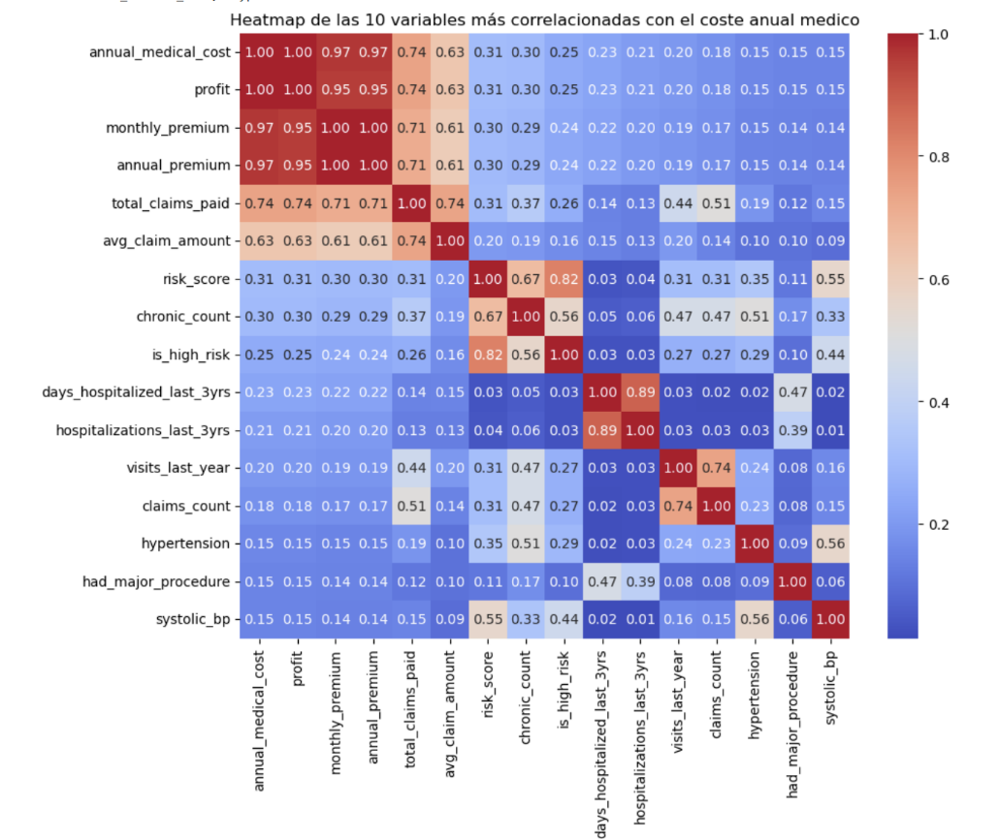 Heatmap de las 10 variables más correlacionadas con el coste anual medico
annual_medical_cost 1.00 1.00 0.97 0.97 0.74 0.63 0.31 0.30 0.25 0.23 0.21 0.20 0.18 0.15 0.15 0.15
profit 1.00 1.00 0.95 0.95 0.74 0.63 0.31 0.30 0.25 0.23 0.21 0.20 0.18 0.15 0.15 0.15
monthly_premium 0.97 0.95 1.00 1.00 0.71 0.61 0.30 0.29 0.24 0.22 0.20 0.19 0.17 0.15 0.14 0.14
annual_premium 0.97 0.95 1.00 1.00 0.71 0.61 0.30 0.29 0.24 0.22 0.20 0.19 0.17 0.15 0.14 0.14
total_claims_paid 0.74 0.74 0.71 0.71 1.00 0.74 0.31 0.37 0.26 0.14 0.13 0.44 0.51 0.19 0.12 0.15
avg_claim_amount 0.63 0.63 0.61 0.61 0.74 1.00 0.20 0.19 0.16 0.15 0.13 0.20 0.14 0.10 0.10 0.09
risk_score 0.31 0.31 0.30 0.30 0.31 0.20 1.00 0.67 0.82 0.03 0.04 0.31 0.31 0.35 0.11 0.55
chronic_count 0.30 0.30 0.29 0.29 0.37 0.19 0.67 1.00 0.56 0.05 0.06 0.47 0.47 0.51 0.17 0.33
is_high_risk 0.25 0.25 0.24 0.24 0.26 0.16 0.82 0.56 1.00 0.03 0.03 0.27 0.27 0.29 0.10 0.44
days_hospitalized_last_3yrs 0.23 0.23 0.22 0.22 0.14 0.15 0.03 0.05 0.03 1.00 0.89 0.03 0.02 0.02 0.47 0.02
hospitalizations_last_3yrs 0.21 0.21 0.20 0.20 0.13 0.13 0.04 0.06 0.03 0.89 1.00 0.03 0.03 0.03 0.39 0.01
visits_last_year 0.20 0.20 0.19 0.19 0.44 0.20 0.31 0.47 0.27 0.03 0.03 1.00 0.74 0.24 0.08 0.16
claims_count 0.18 0.18 0.17 0.17 0.51 0.14 0.31 0.47 0.27 0.02 0.03 0.74 1.00 0.23 0.08 0.15
hypertension 0.15 0.15 0.15 0.15 0.19 0.10 0.35 0.51 0.29 0.02 0.03 0.24 0.23 1.00 0.09 0.56
had_major_procedure 0.15 0.15 0.14 0.14 0.12 0.10 0.11 0.17 0.10 0.47 0.39 0.08 0.08 0.09 1.00 0.06
systolic_bp 0.15 0.15 0.14 0.14 0.15 0.09 0.55 0.33 0.44 0.02 0.01 0.16 0.15 0.56 0.06 1.00
annual_medical_cost
profit
monthly_premium
annual_premium
total_claims_paid
avg_claim_amount
risk_score
chronic_count
is_high_risk
days_hospitalized_last_3yrs
hospitalizations_last_3yrs
visits_last_year
claims_count
hypertension
had_major_procedure
systolic_bp
1.0
0.8
0.6
0.4
0.2